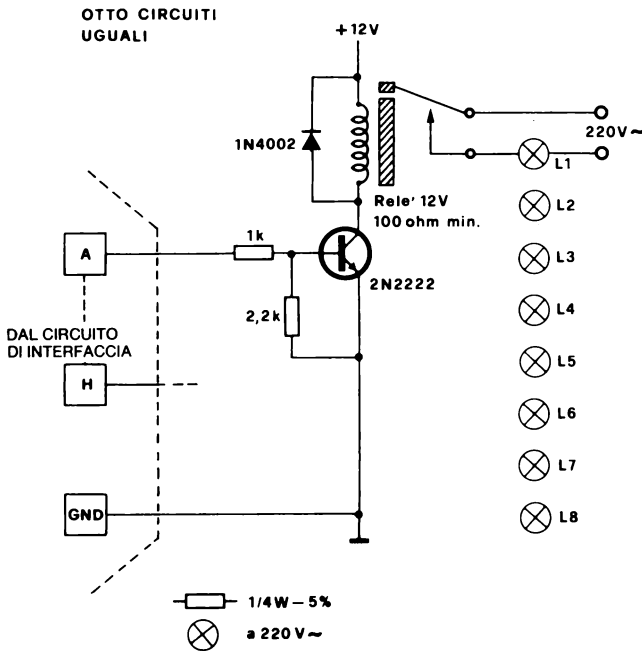 OTTO CIRCUITI
UGUALI
+12V
1N4002
220V~
L1
Rele' 12V
100 ohm min.
L2
A
1k
L3
2N2222
2,2k
L4
DAL CIRCUITO
DI INTERFACCIA
L5
H
L6
L7
GND
L8
1/4W – 5%
a 220 V~